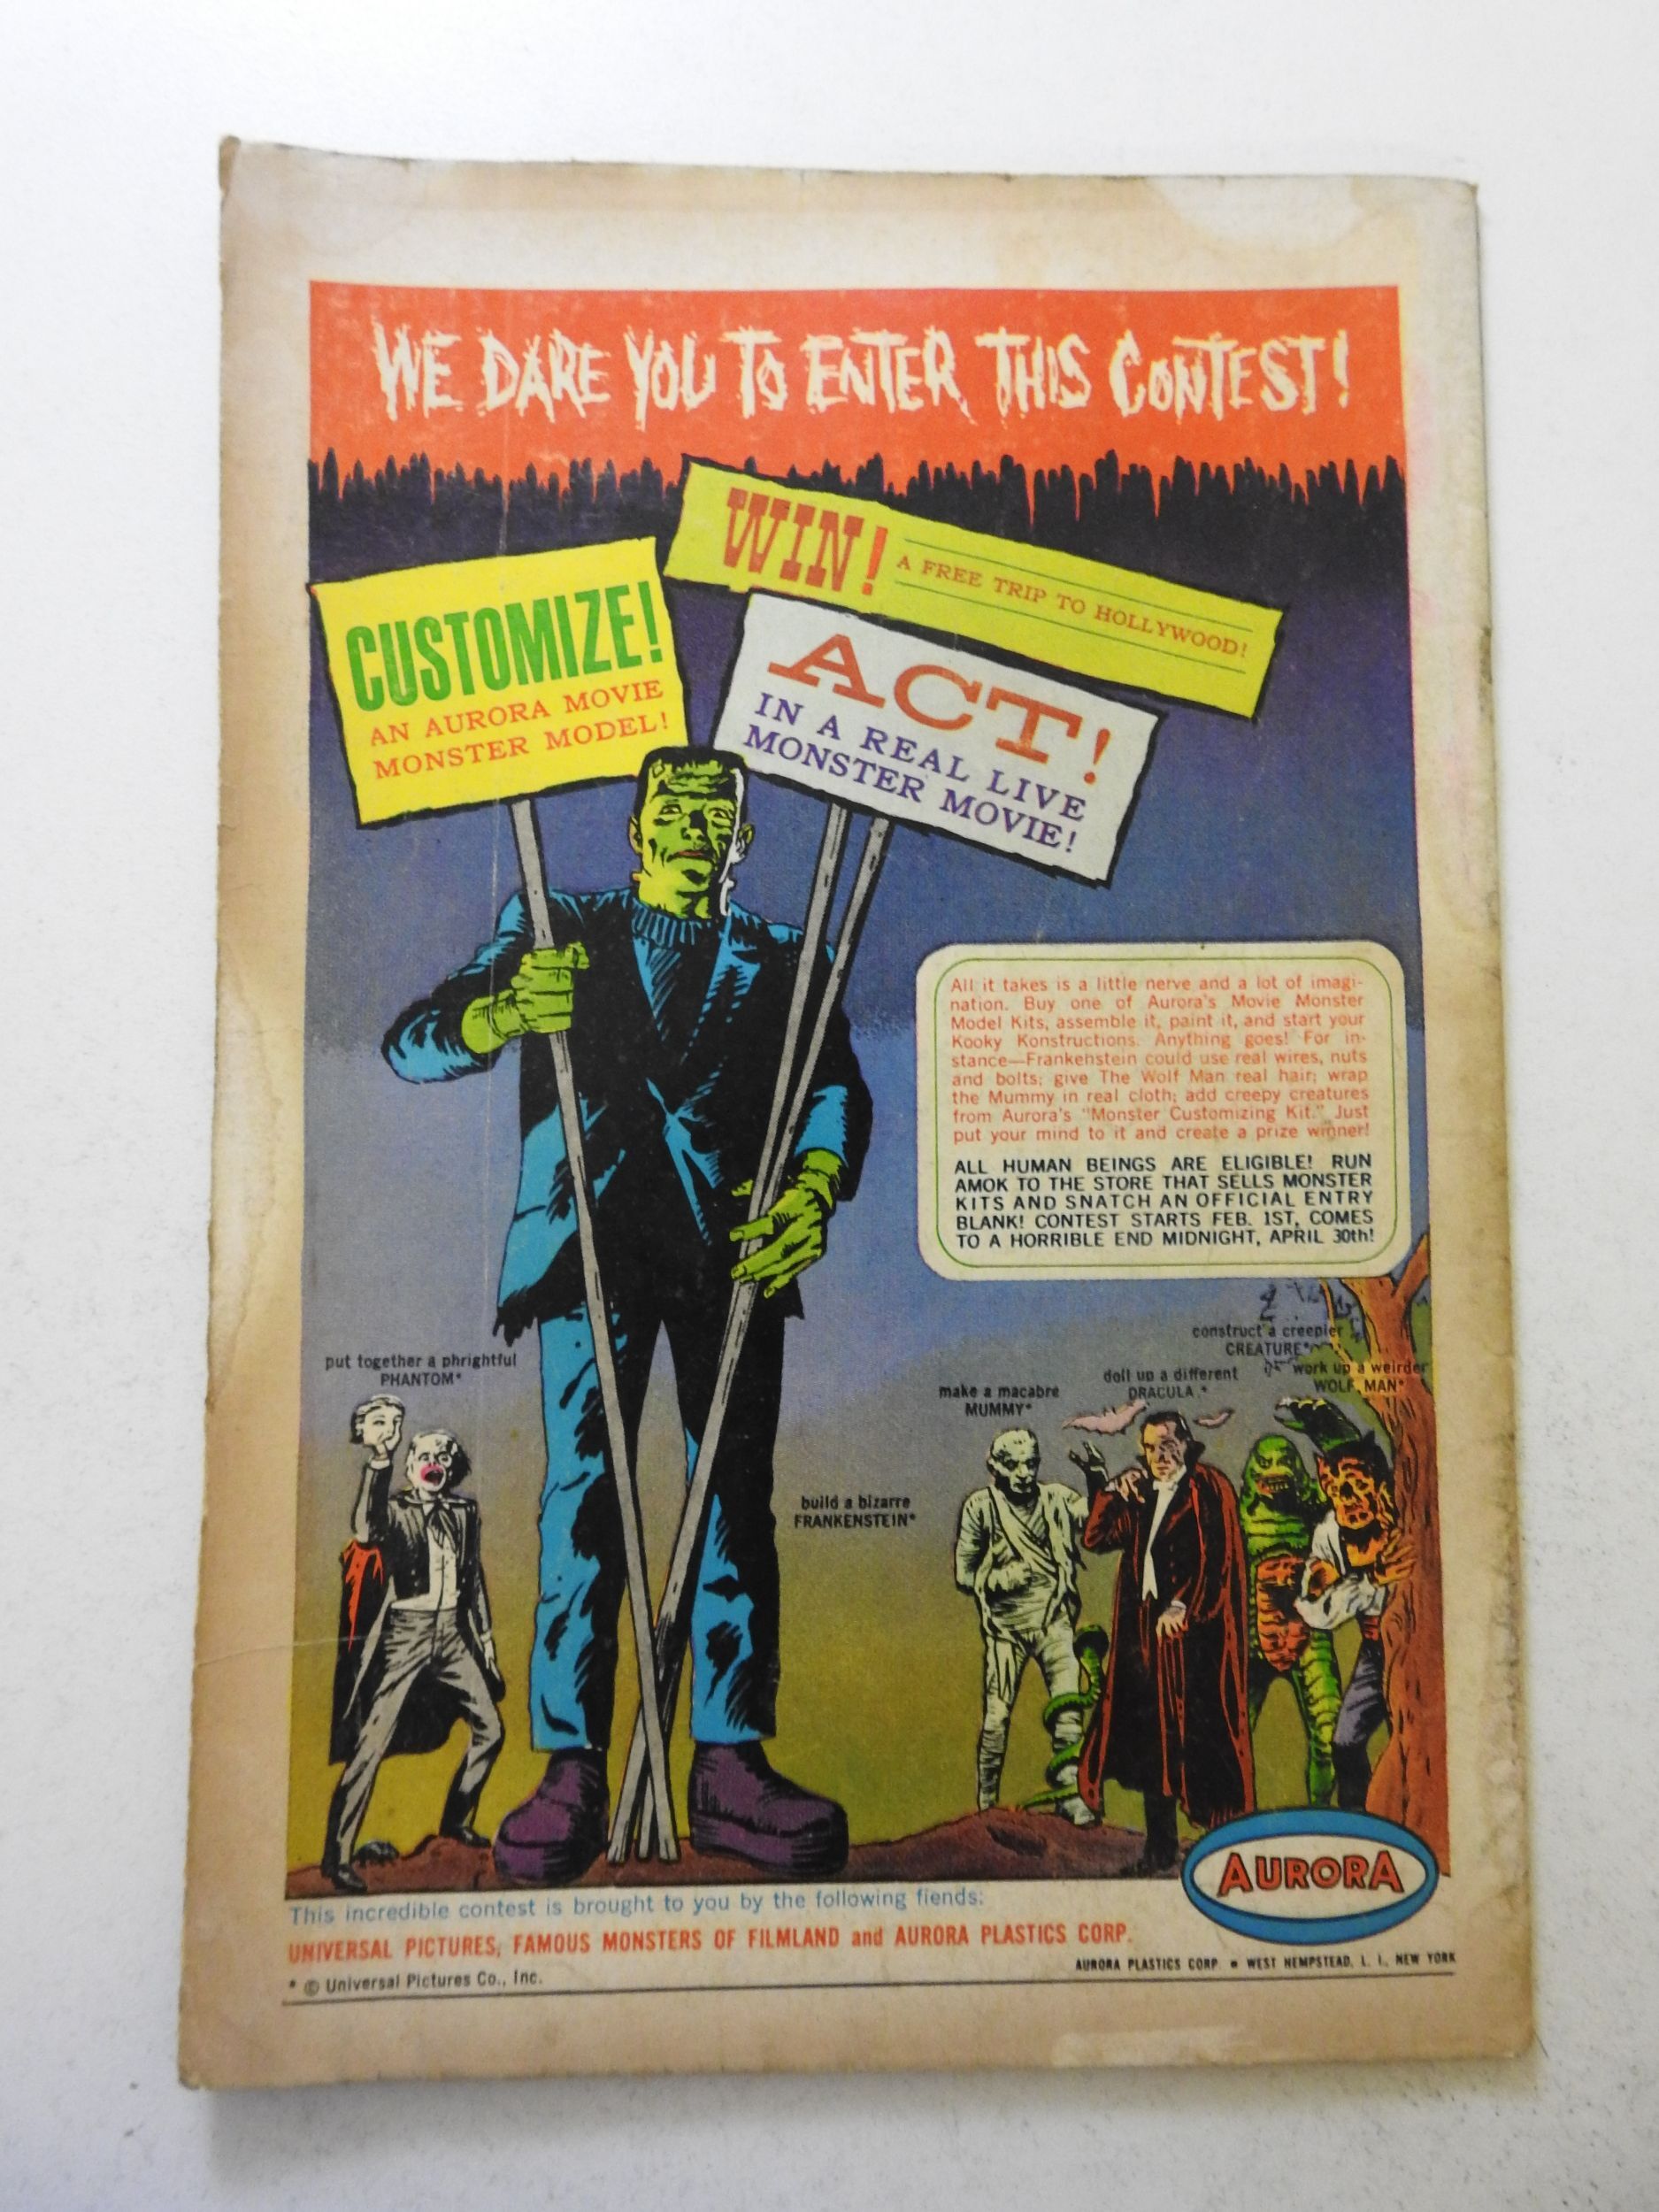 WE DARE YOU TO ENTER THIS CONTEST!
WIN! A FREE TRIP TO HOLLYWOOD!
CUSTOMIZE!
AN AURORA MOVIE
MONSTER MODEL!
ACT!
IN A REAL LIVE
MONSTER MOVIE!
All it takes is a little nerve and a lot of imagi-
nation. Buy one of Aurora's Movie Monster
Model Kits, assemble it, paint it, and start your
Kooky Konstructions. Anything goes! For in-
stance—Frankenstein could use real wires, nuts
and bolts; give The Wolf Man real hair; wrap
the Mummy in real cloth; add creepy creatures
from Aurora's "Monster Customizing Kit." Just
put your mind to it and create a prize winner!
ALL HUMAN BEINGS ARE ELIGIBLE! RUN
AMOK TO THE STORE THAT SELLS MONSTER
KITS AND SNATCH AN OFFICIAL ENTRY
BLANK! CONTEST STARTS FEB. 1ST, COMES
TO A HORRIBLE END MIDNIGHT, APRIL 30th!
put together a phrightful
PHANTOM*
build a bizarre
FRANKENSTEIN*
make a macabre
MUMMY*
doll up a different
DRACULA*
construct a creepier
CREATURE*
work up a weirder
WOLF MAN*
AURORA
This incredible contest is brought to you by the following fiends:
UNIVERSAL PICTURES, FAMOUS MONSTERS OF FILMLAND and AURORA PLASTICS CORP.
* © Universal Pictures Co., Inc.
AURORA PLASTICS CORP. • WEST HEMPSTEAD, L. I., NEW YORK